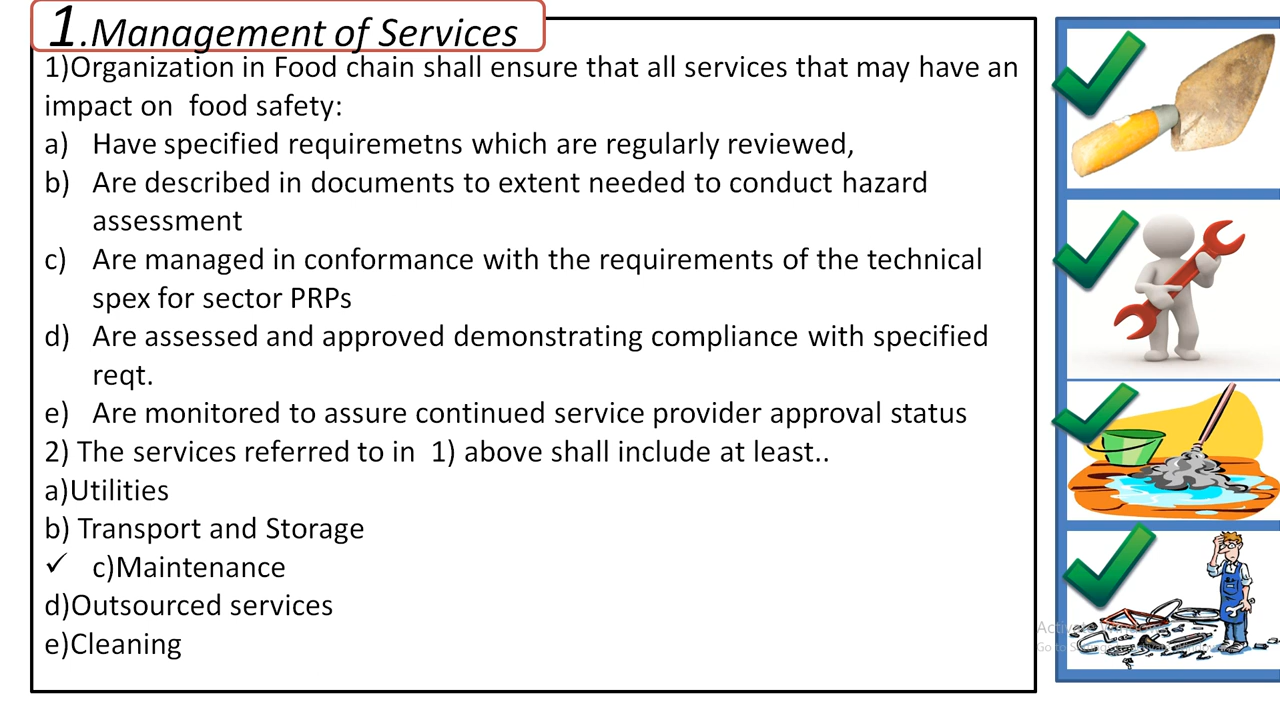 1.Management of Services
1)Organization in Food chain shall ensure that all services that may have an
impact on food safety:
a) Have specified requiremetns which are regularly reviewed,
b) Are described in documents to extent needed to conduct hazard
assessment
c) Are managed in conformance with the requirements of the technical
spex for sector PRPs
d) Are assessed and approved demonstrating compliance with specified
reqt.
e) Are monitored to assure continued service provider approval status
2) The services referred to in 1) above shall include at least..
a)Utilities
b) Transport and Storage
✓ c)Maintenance
d)Outsourced services
e)Cleaning